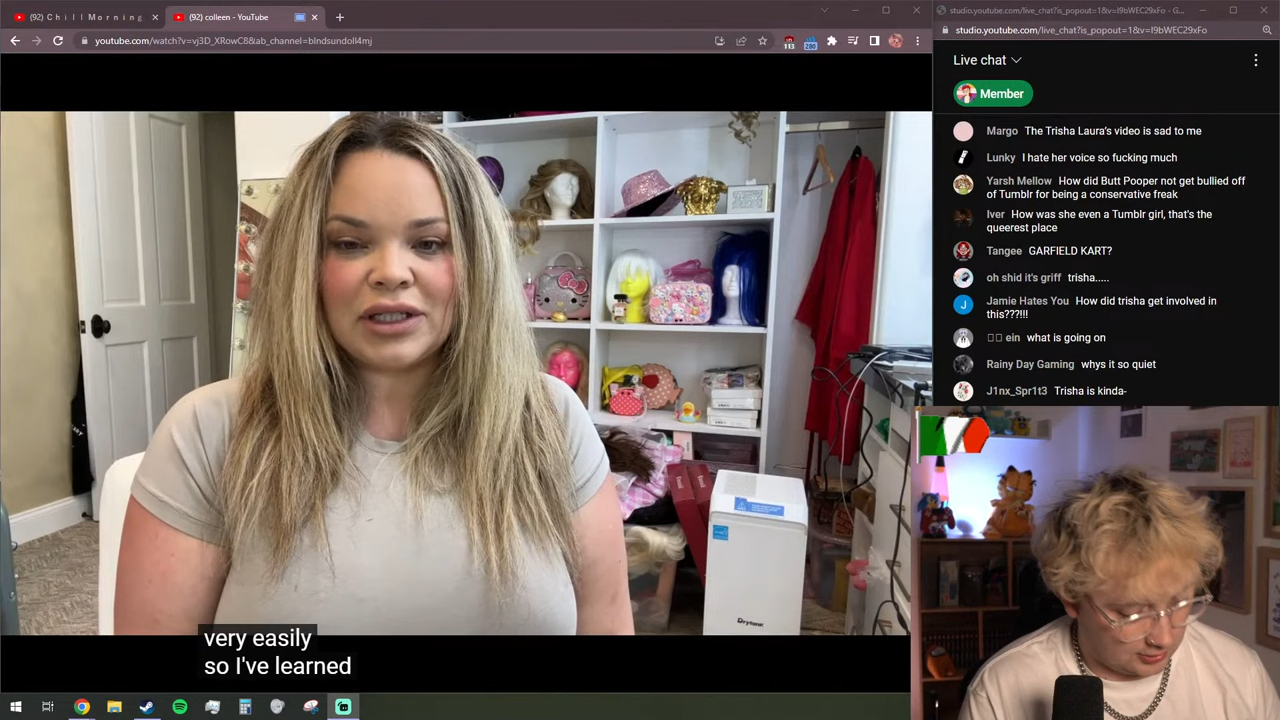 (92) C h i l l M o r n i n g
(92) colleen - YouTube
studio.youtube.com/live_chat?is_popout=1&v=I9bWEC29xFo - G...
youtube.com/watch?v=vj3D_XRowC8&ab_channel=blndsundoll4mj
113
280
studio.youtube.com/live_chat?is_popout=1&v=I9bWEC29xFo
Live chat
Member
Margo The Trisha Laura's video is sad to me
Lunky I hate her voice so fucking much
Yarsh Mellow How did Butt Pooper not get bullied off
of Tumblr for being a conservative freak
Iver How was she even a Tumblr girl, that's the
queerest place
Tangee GARFIELD KART?
oh shid it's griff trisha.....
J
Jamie Hates You How did trisha get involved in
this???!!!
ein what is going on
Rainy Day Gaming whys it so quiet
J1nx_Spr1t3 Trisha is kinda-
very easily
so I've learned